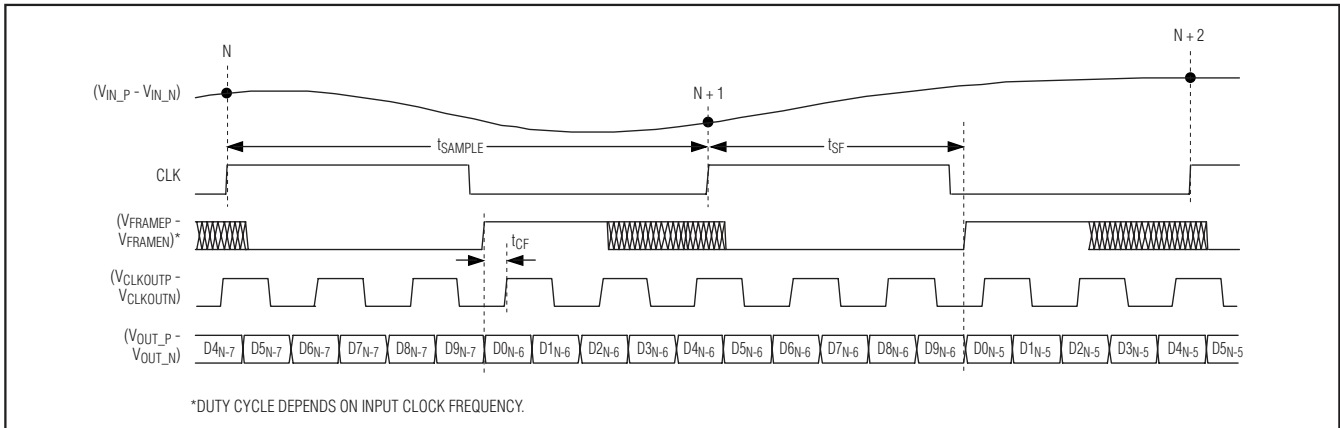 N
N + 1
N + 2
(VIN_P - VIN_N)
tSAMPLE
tSF
CLK
(VFRAMEP -
VFRAMEN)*
tCF
(VCLKOUTP -
VCLKOUTN)
(VOUT_P -
VOUT_N)
D4N-7 D5N-7 D6N-7 D7N-7 D8N-7 D9N-7 D0N-6 D1N-6 D2N-6 D3N-6 D4N-6 D5N-6 D6N-6 D7N-6 D8N-6 D9N-6 D0N-5 D1N-5 D2N-5 D3N-5 D4N-5 D5N-5
*DUTY CYCLE DEPENDS ON INPUT CLOCK FREQUENCY.